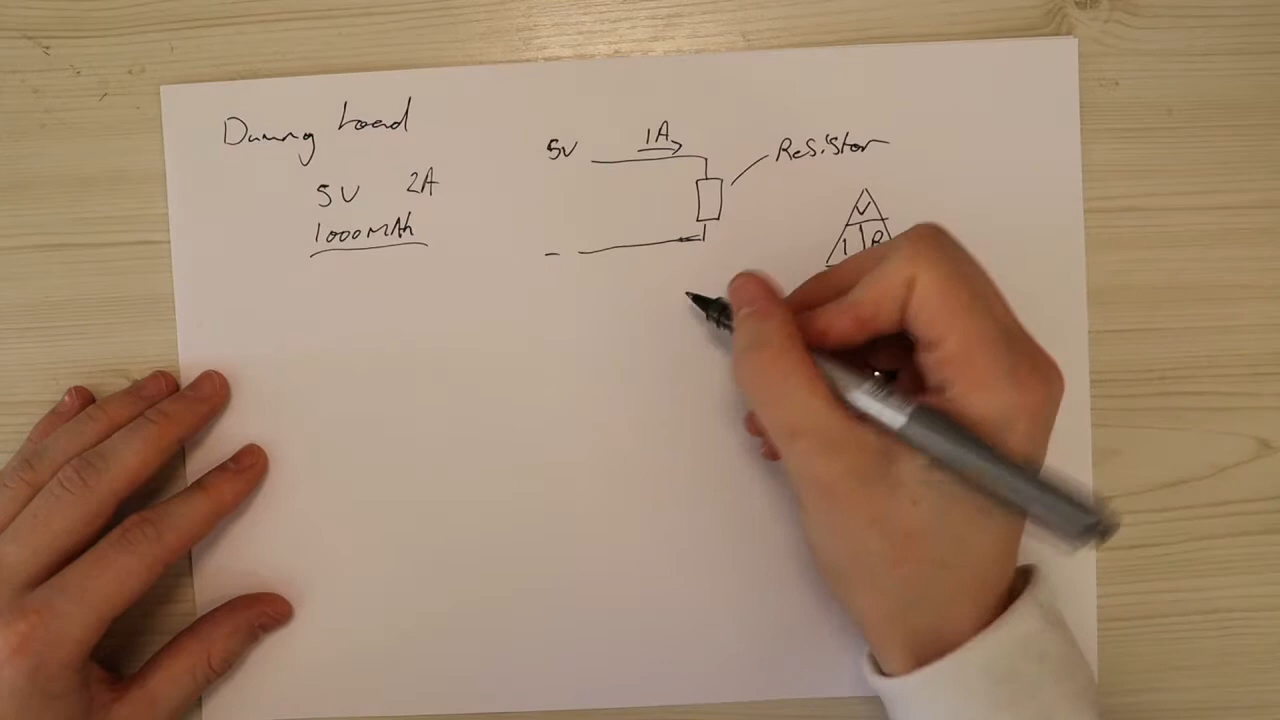 Dummy Load
5V 2A
1000mAh
5V 1A
Resistor
-
V
I R